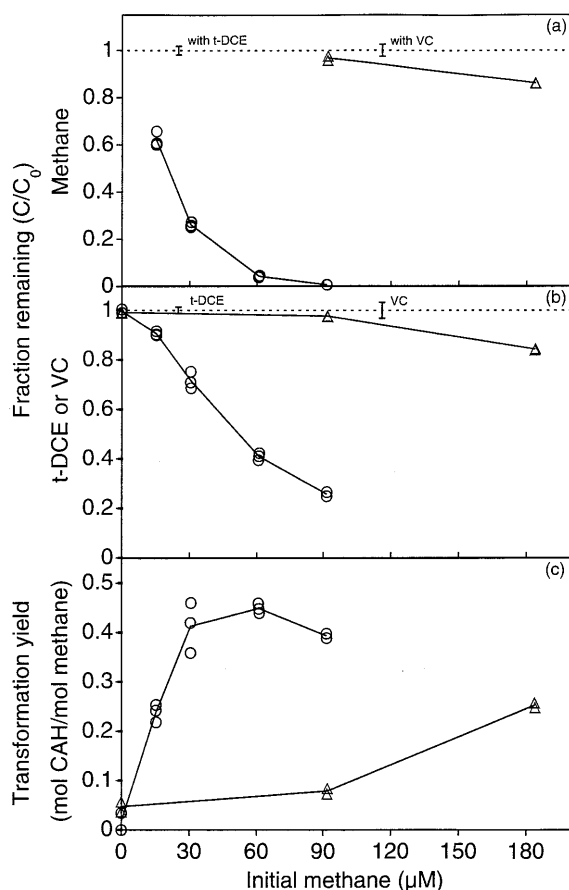 (a)
with t-DCE
with VC
1
0.8
0.6
0.4
0.2
0
Methane
(b)
t-DCE
VC
1
0.8
0.6
0.4
0.2
0
t-DCE or VC
Fraction remaining (C/C0)
(c)
0.5
0.4
0.3
0.2
0.1
0
Transformation yield
(mol CAH/mol methane)
0 30 60 90 120 150 180
Initial methane (µM)